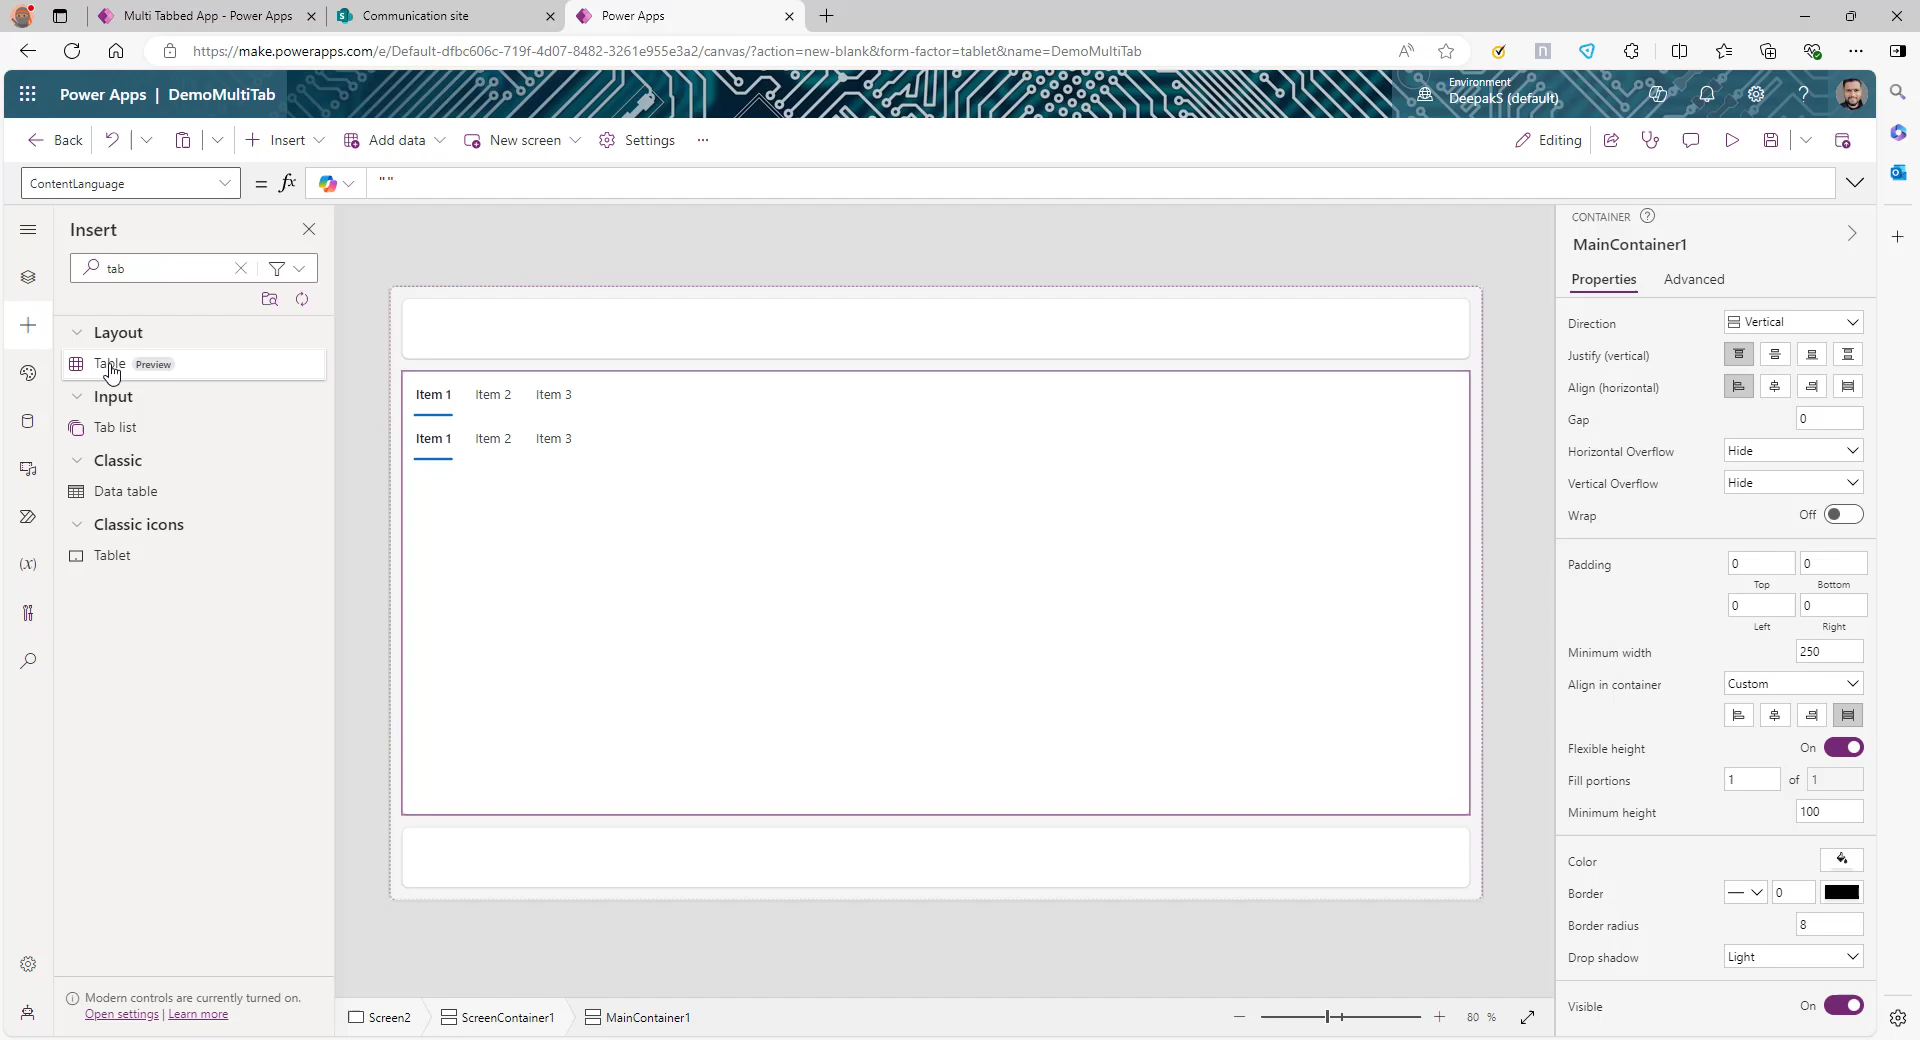 Multi Tabbed App - Power Apps
Communication site
Power Apps
https://make.powerapps.com/e/Default-dfbc606c-719f-4d07-8482-3261e955e3a2/canvas/?action=new-blank&form-factor=tablet&name=DemoMultiTab
Power Apps | DemoMultiTab
Environment
DeepakS (default)
Back
Insert
Add data
New screen
Settings
Editing
ContentLanguage
= fx
""
Insert
tab
Layout
Table Preview
Input
Tab list
Classic
Data table
Classic icons
Tablet
Modern controls are currently turned on.
Open settings | Learn more
Item 1 Item 2 Item 3
Item 1 Item 2 Item 3
Screen2
ScreenContainer1
MainContainer1
80 %
CONTAINER
MainContainer1
Properties
Advanced
Direction Vertical
Justify (vertical)
Align (horizontal)
Gap 0
Horizontal Overflow Hide
Vertical Overflow Hide
Wrap Off
Padding 0 0
Top Bottom
0 0
Left Right
Minimum width 250
Align in container Custom
Flexible height On
Fill portions 1 of 1
Minimum height 100
Color
Border 0
Border radius 8
Drop shadow Light
Visible On